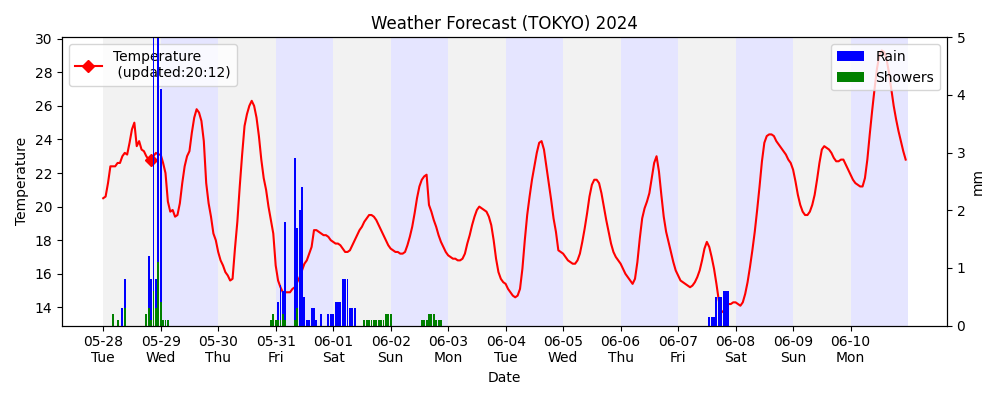 Weather Forecast (TOKYO) 2024
Temperature
(updated:20:12)
Rain
Showers
Temperature
30
28
26
24
22
20
18
16
14
5
4
3
2
1
0
mm
05-28 05-29 05-30 05-31 06-01 06-02 06-03 06-04 06-05 06-06 06-07 06-08 06-09 06-10
Tue Wed Thu Fri Sat Sun Mon Tue Wed Thu Fri Sat Sun Mon
Date